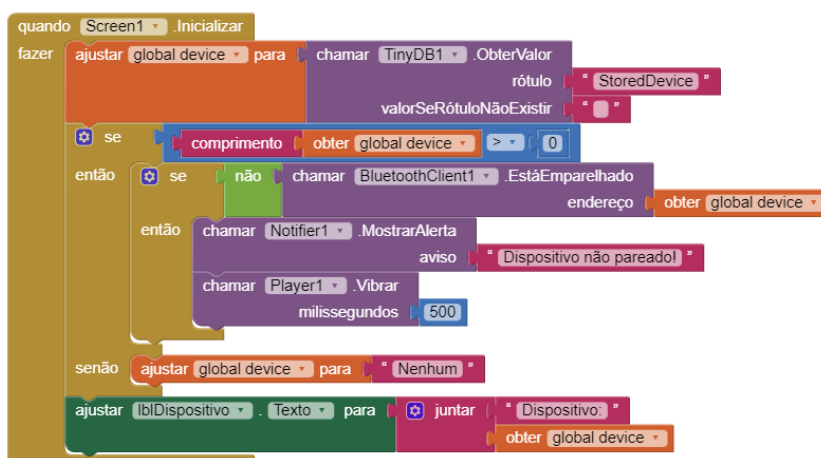 quando Screen1 .Inicializar
fazer ajustar global device para chamar TinyDB1 .ObterValor
rótulo " StoredDevice "
valorSeRótuloNãoExistir " "
se comprimento obter global device > 0
então se não chamar BluetoothClient1 .EstáEmparelhado
endereço obter global device
então chamar Notifier1 .MostrarAlerta
aviso " Dispositivo não pareado! "
chamar Player1 .Vibrar
milissegundos 500
senão ajustar global device para " Nenhum "
ajustar lblDispositivo . Texto para juntar " Dispositivo: "
obter global device